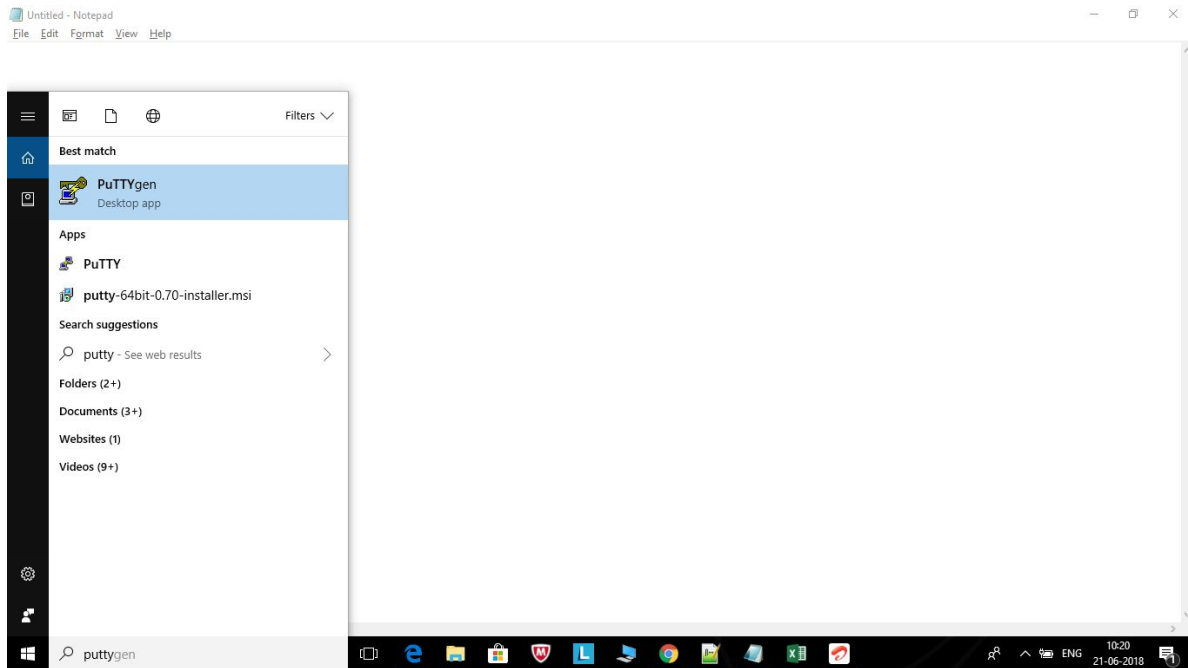 Untitled - Notepad
File Edit Format View Help
Filters
Best match
PuTTYgen
Desktop app
Apps
PuTTY
putty-64bit-0.70-installer.msi
Search suggestions
putty - See web results
Folders (2+)
Documents (3+)
Websites (1)
Videos (9+)
puttygen
L
ENG
10:20
21-06-2018
1